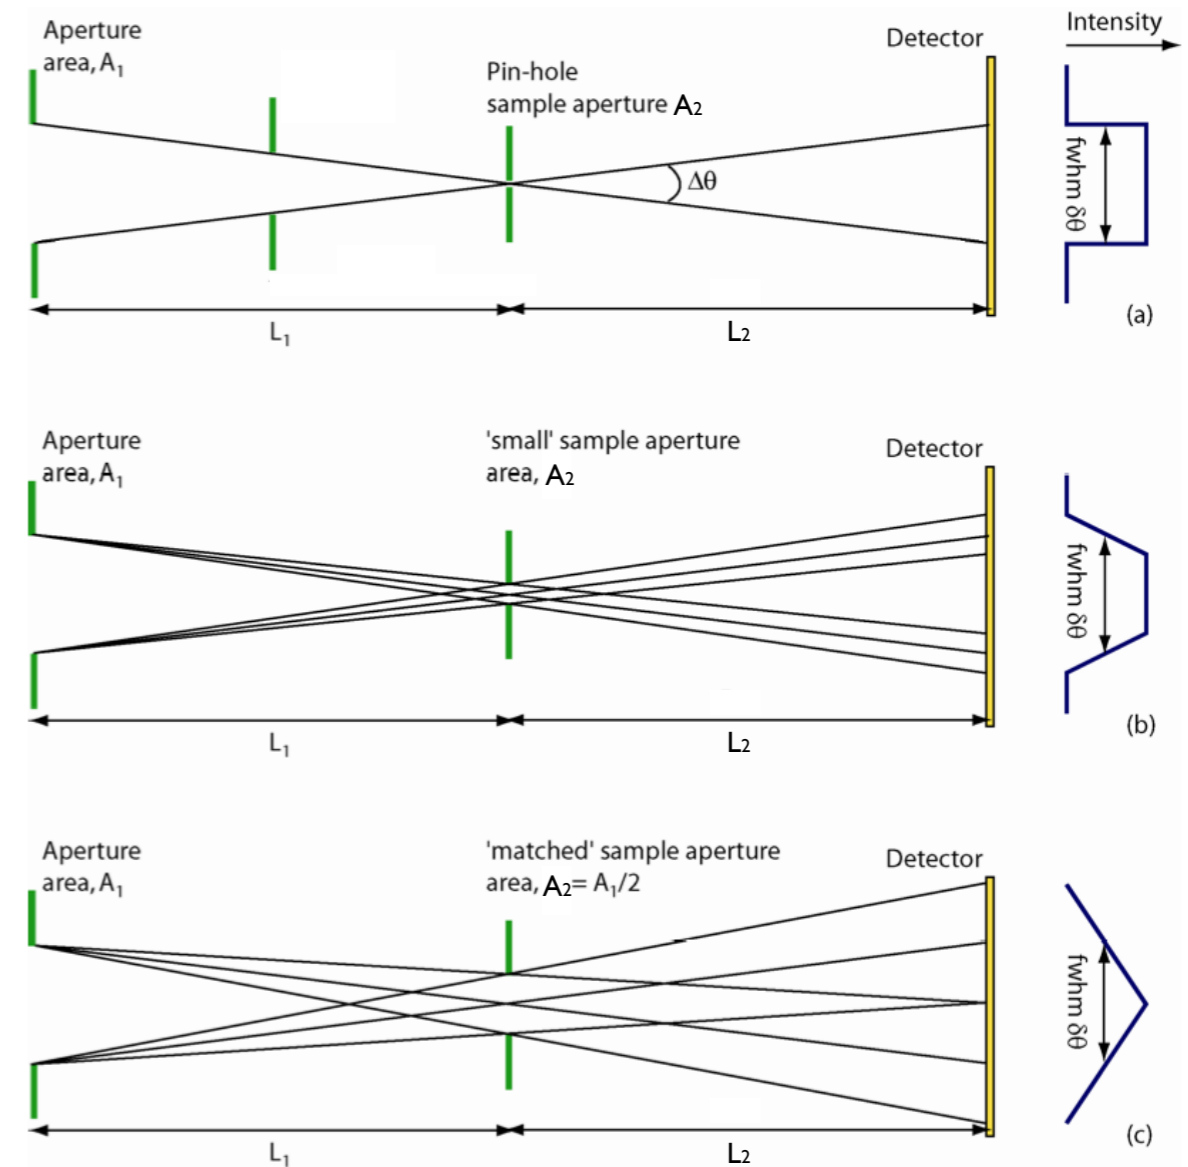 Aperture
area, A₁
Pin-hole
sample aperture A₂
Detector
Intensity
Δθ
fwhm δθ
L₁
L₂
(a)
Aperture
area, A₁
'small' sample aperture
area, A₂
Detector
fwhm δθ
L₁
L₂
(b)
Aperture
area, A₁
'matched' sample aperture
area, A₂= A₁/2
Detector
fwhm δθ
L₁
L₂
(c)